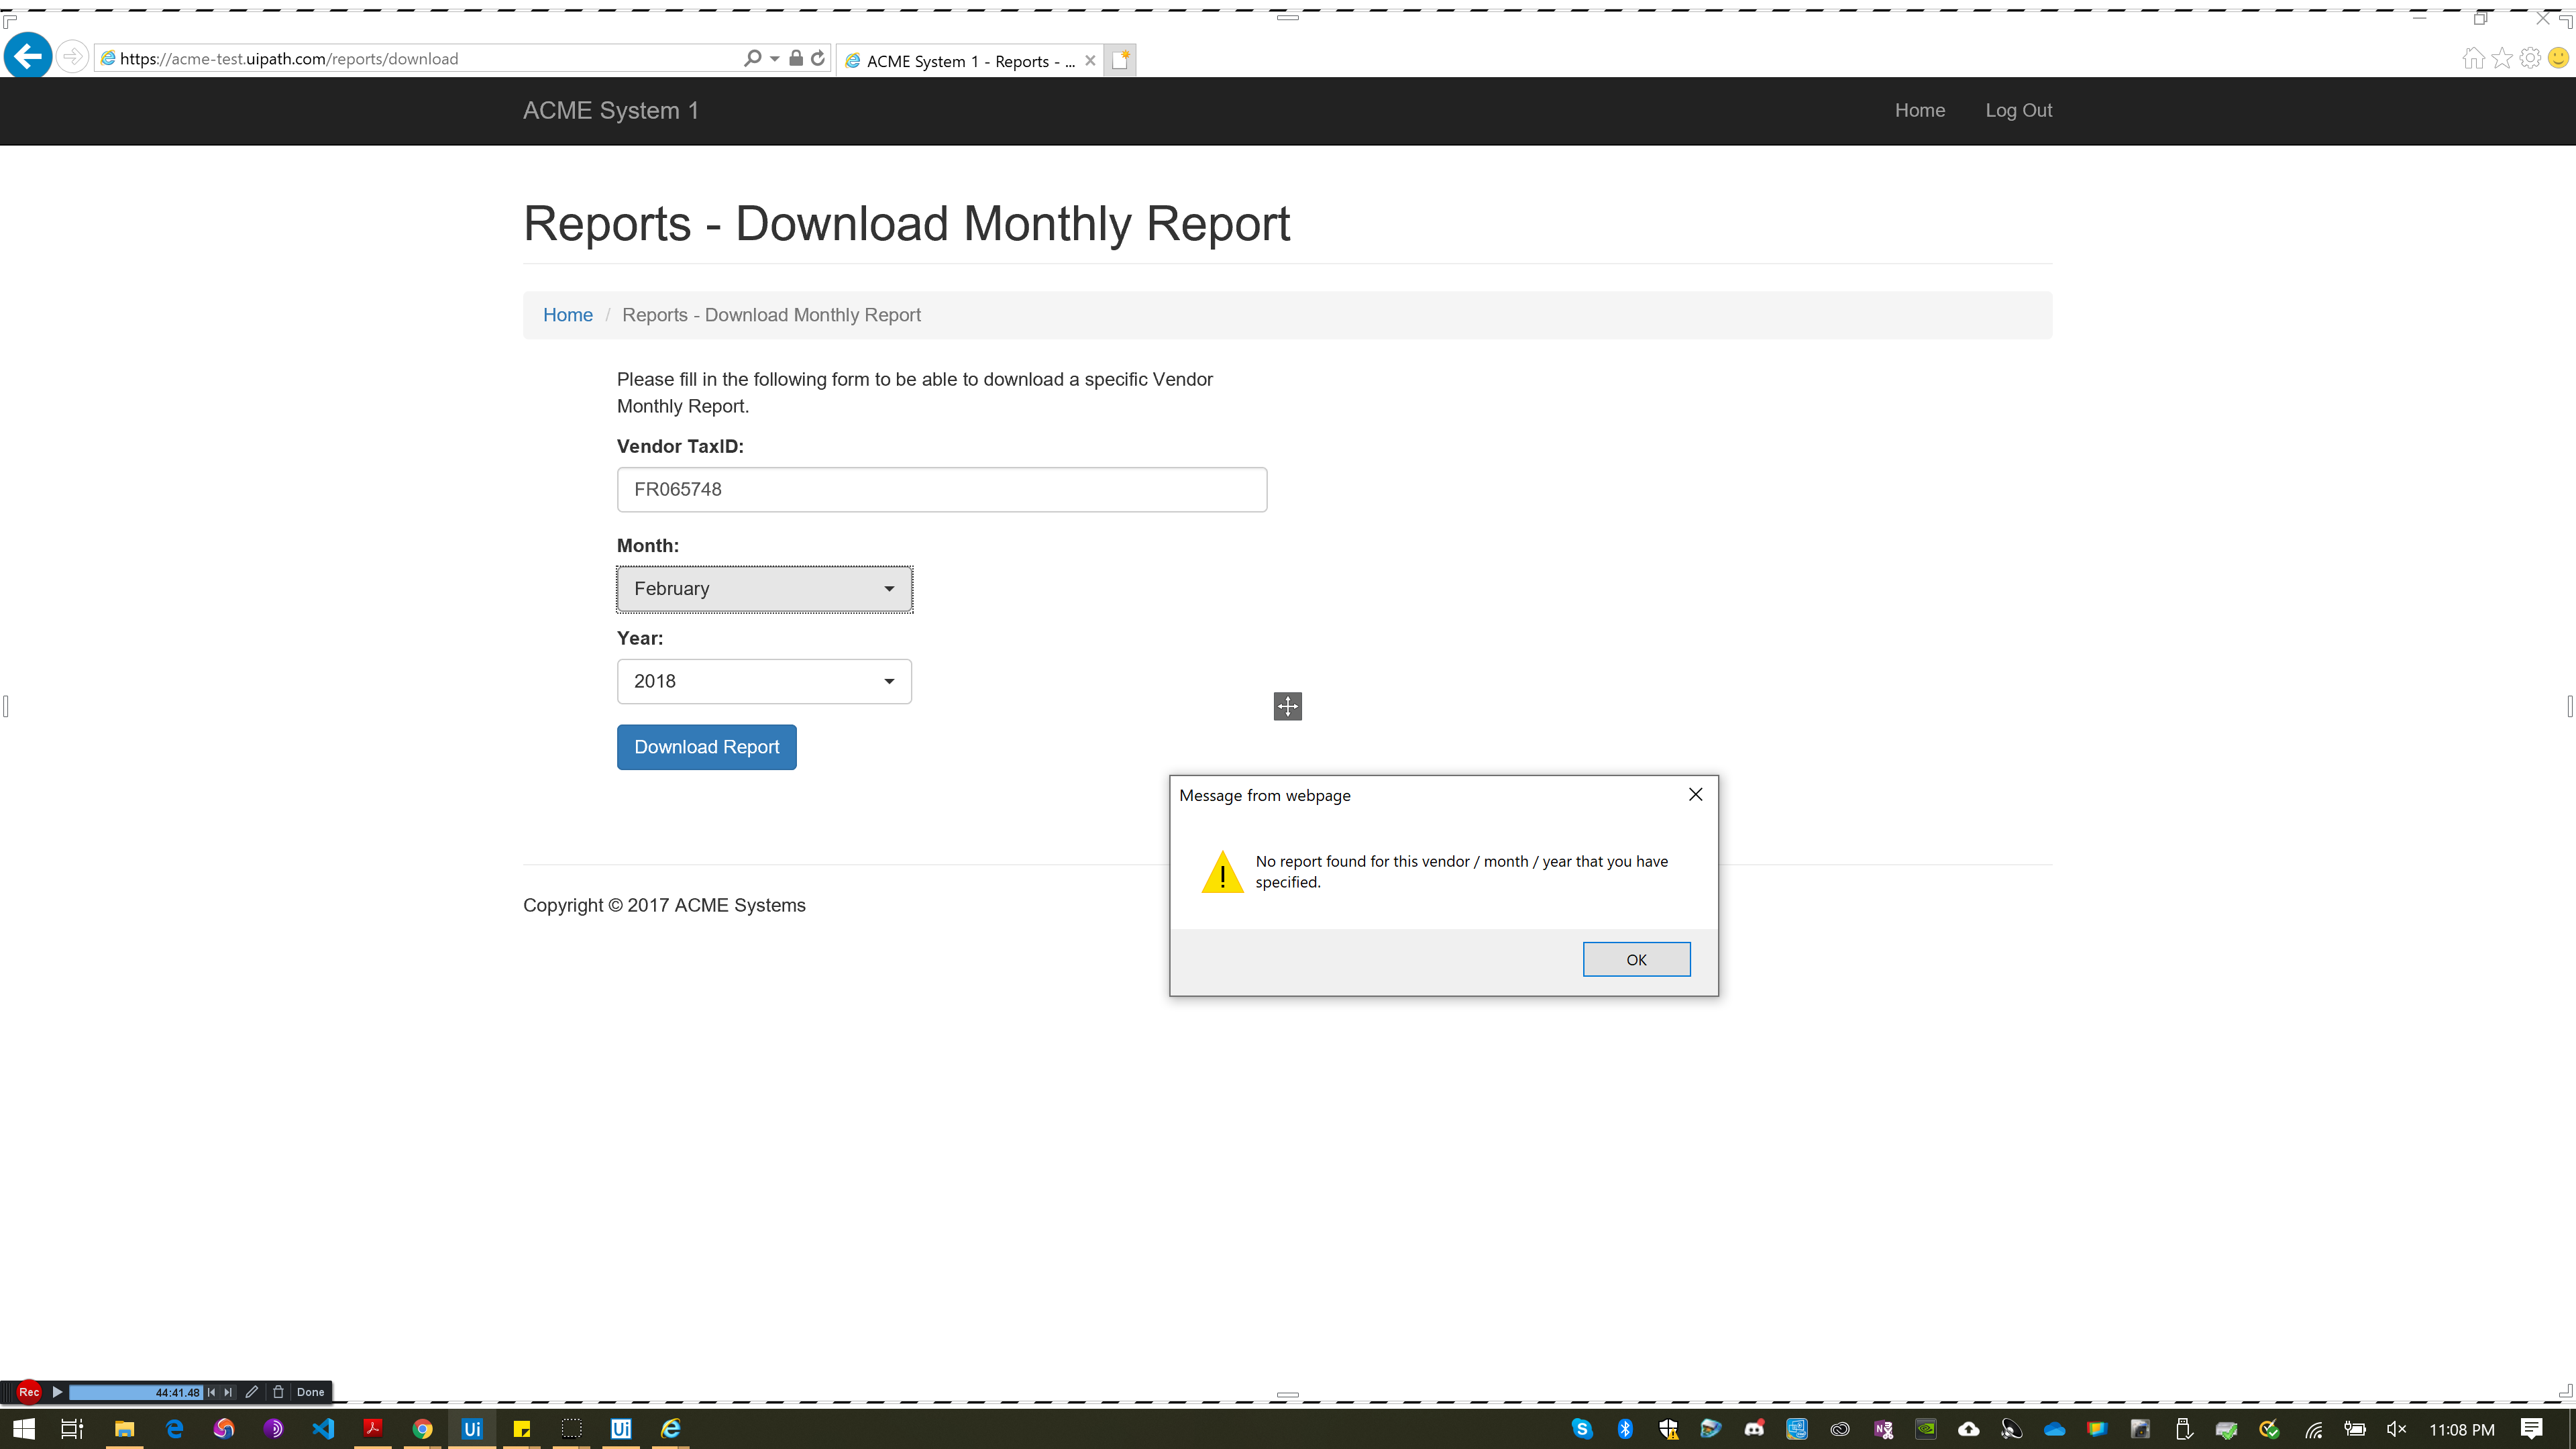 https://acme-test.uipath.com/reports/download
ACME System 1 - Reports - ...
ACME System 1
Home
Log Out
Reports - Download Monthly Report
Home / Reports - Download Monthly Report
Please fill in the following form to be able to download a specific Vendor
Monthly Report.
Vendor TaxID:
FR065748
Month:
February
Year:
2018
Download Report
Message from webpage
No report found for this vendor / month / year that you have
specified.
OK
Copyright © 2017 ACME Systems
Rec
44:41.48
Done
Ui
Ui
11:08 PM